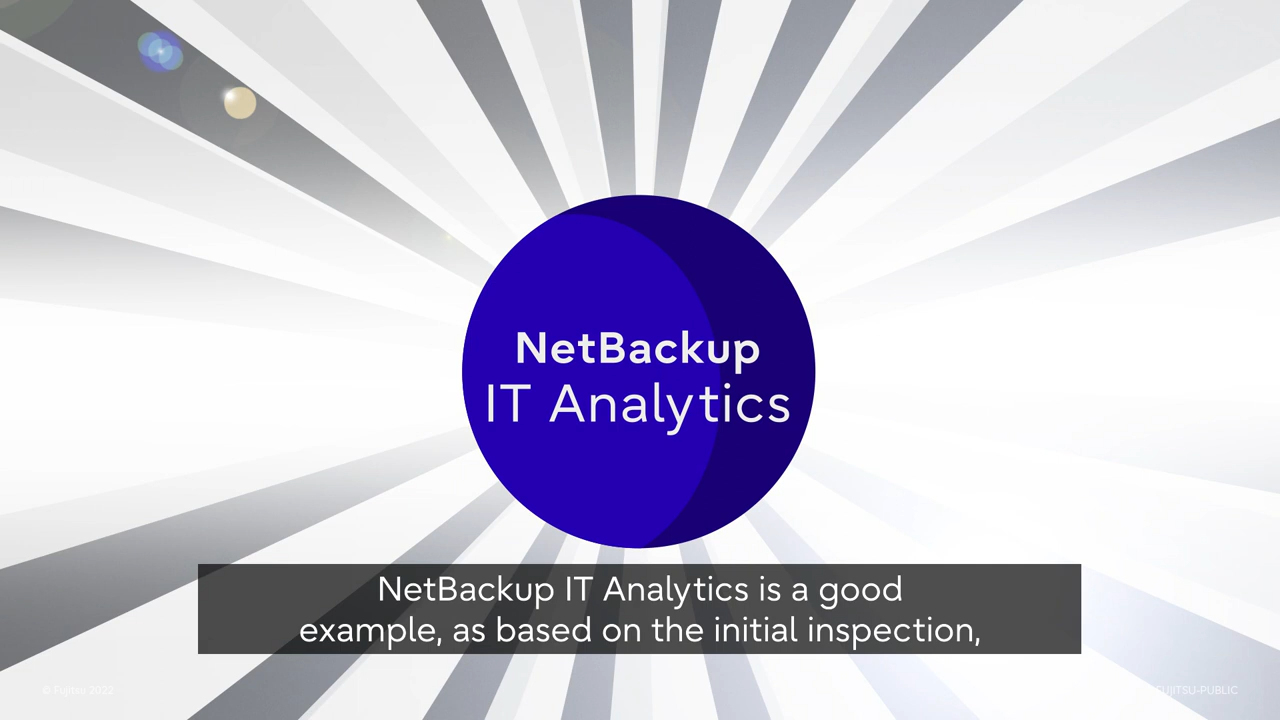 NetBackup
IT Analytics
NetBackup IT Analytics is a good
example, as based on the initial inspection,
© Fujitsu 2022
FUJITSU-PUBLIC